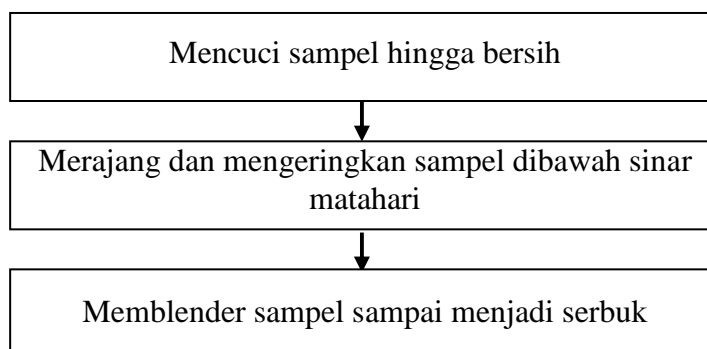 Mencuci sampel hingga bersih
Merajang dan mengeringkan sampel dibawah sinar
matahari
Memblender sampel sampai menjadi serbuk